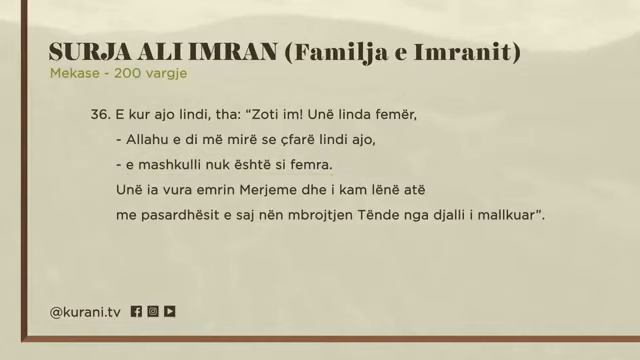 SURJA ALI IMRAN (Familja e Imranit)
Mekase - 200 vargje
36. E kur ajo lindi, tha: “Zoti im! Unë linda femër,
- Allahu e di më mirë se çfarë lindi ajo,
- e mashkulli nuk është si femra.
Unë ia vura emrin Merjeme dhe i kam lënë atë
me pasardhësit e saj nën mbrojtjen Tënde nga djalli i mallkuar”.
@kurani.tv